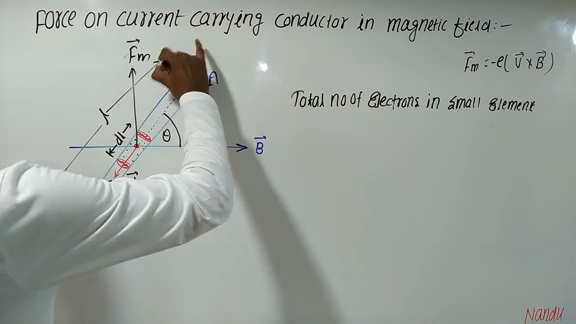 Force on current carrying conductor in magnetic field:-
F⃗m = -e( V⃗ × B⃗ )
Total no of Electrons in Small Element
F⃗m
A
l
dl
θ
B⃗
Nandu